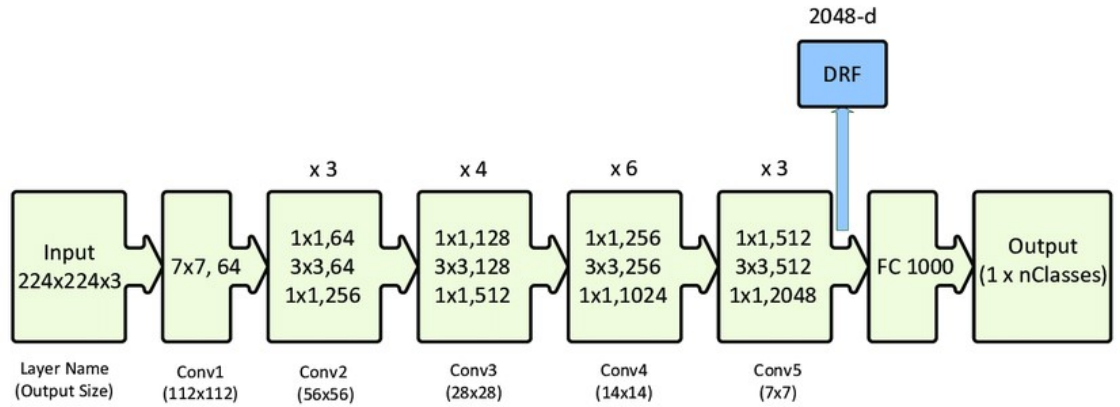 2048-d
DRF
x 3
x 4
x 6
x 3
Input
224x224x3
7x7, 64
1x1,64
3x3,64
1x1,256
1x1,128
3x3,128
1x1,512
1x1,256
3x3,256
1x1,1024
1x1,512
3x3,512
1x1,2048
FC 1000
Output
(1 x nClasses)
Layer Name
(Output Size)
Conv1
(112x112)
Conv2
(56x56)
Conv3
(28x28)
Conv4
(14x14)
Conv5
(7x7)